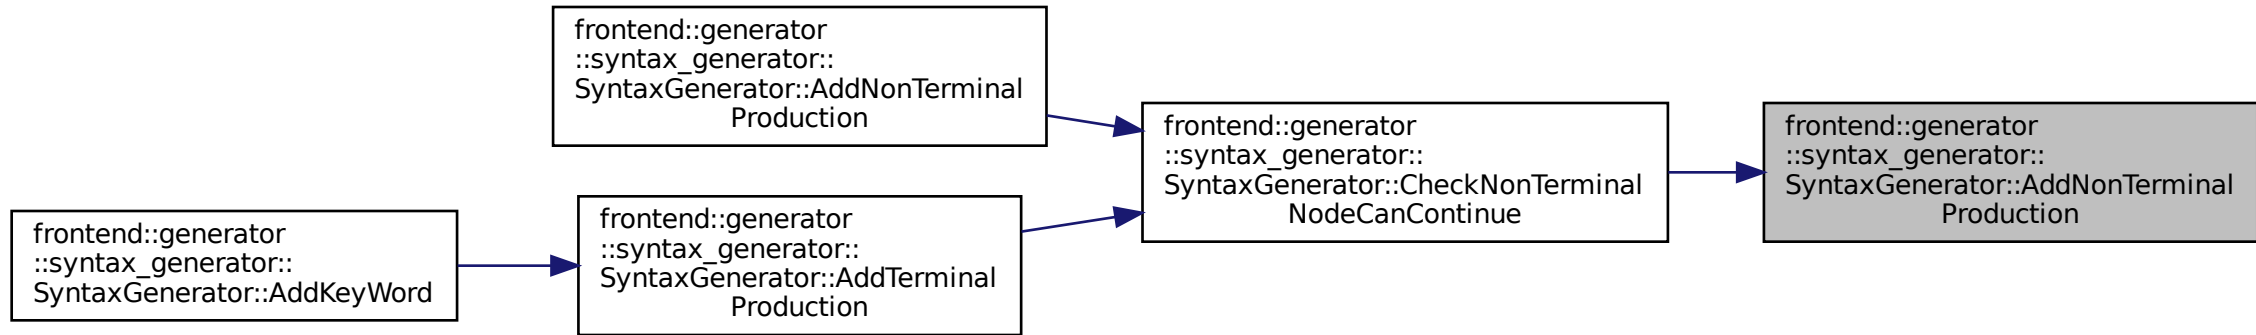 frontend::generator
::syntax_generator::
SyntaxGenerator::AddNonTerminal
Production
frontend::generator
::syntax_generator::
SyntaxGenerator::AddKeyWord
frontend::generator
::syntax_generator::
SyntaxGenerator::AddTerminal
Production
frontend::generator
::syntax_generator::
SyntaxGenerator::CheckNonTerminal
NodeCanContinue
frontend::generator
::syntax_generator::
SyntaxGenerator::AddNonTerminal
Production